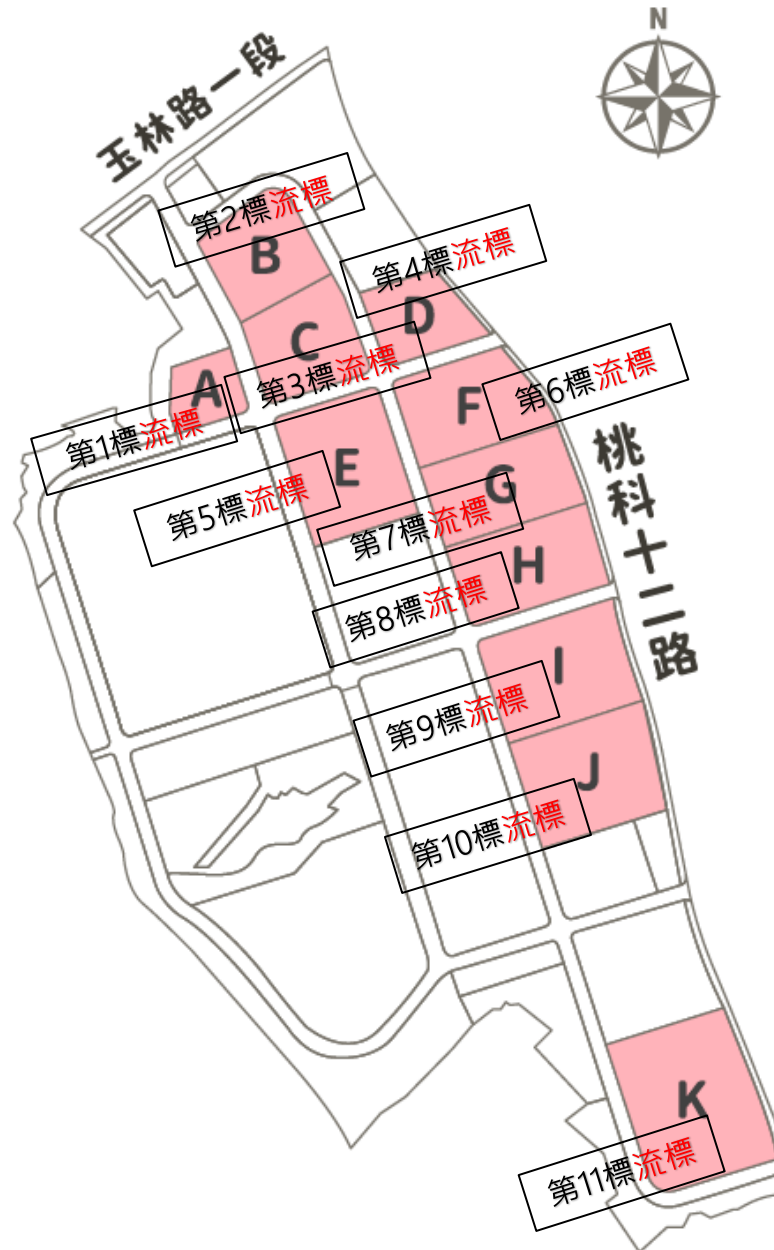 N
玉林路一段
第2標流標
B
第4標流標
D
C
第3標流標
A
第1標流標
第6標流標
F
E
第5標流標
G
第7標流標
桃科十二路
H
第8標流標
I
第9標流標
J
第10標流標
K
第11標流標